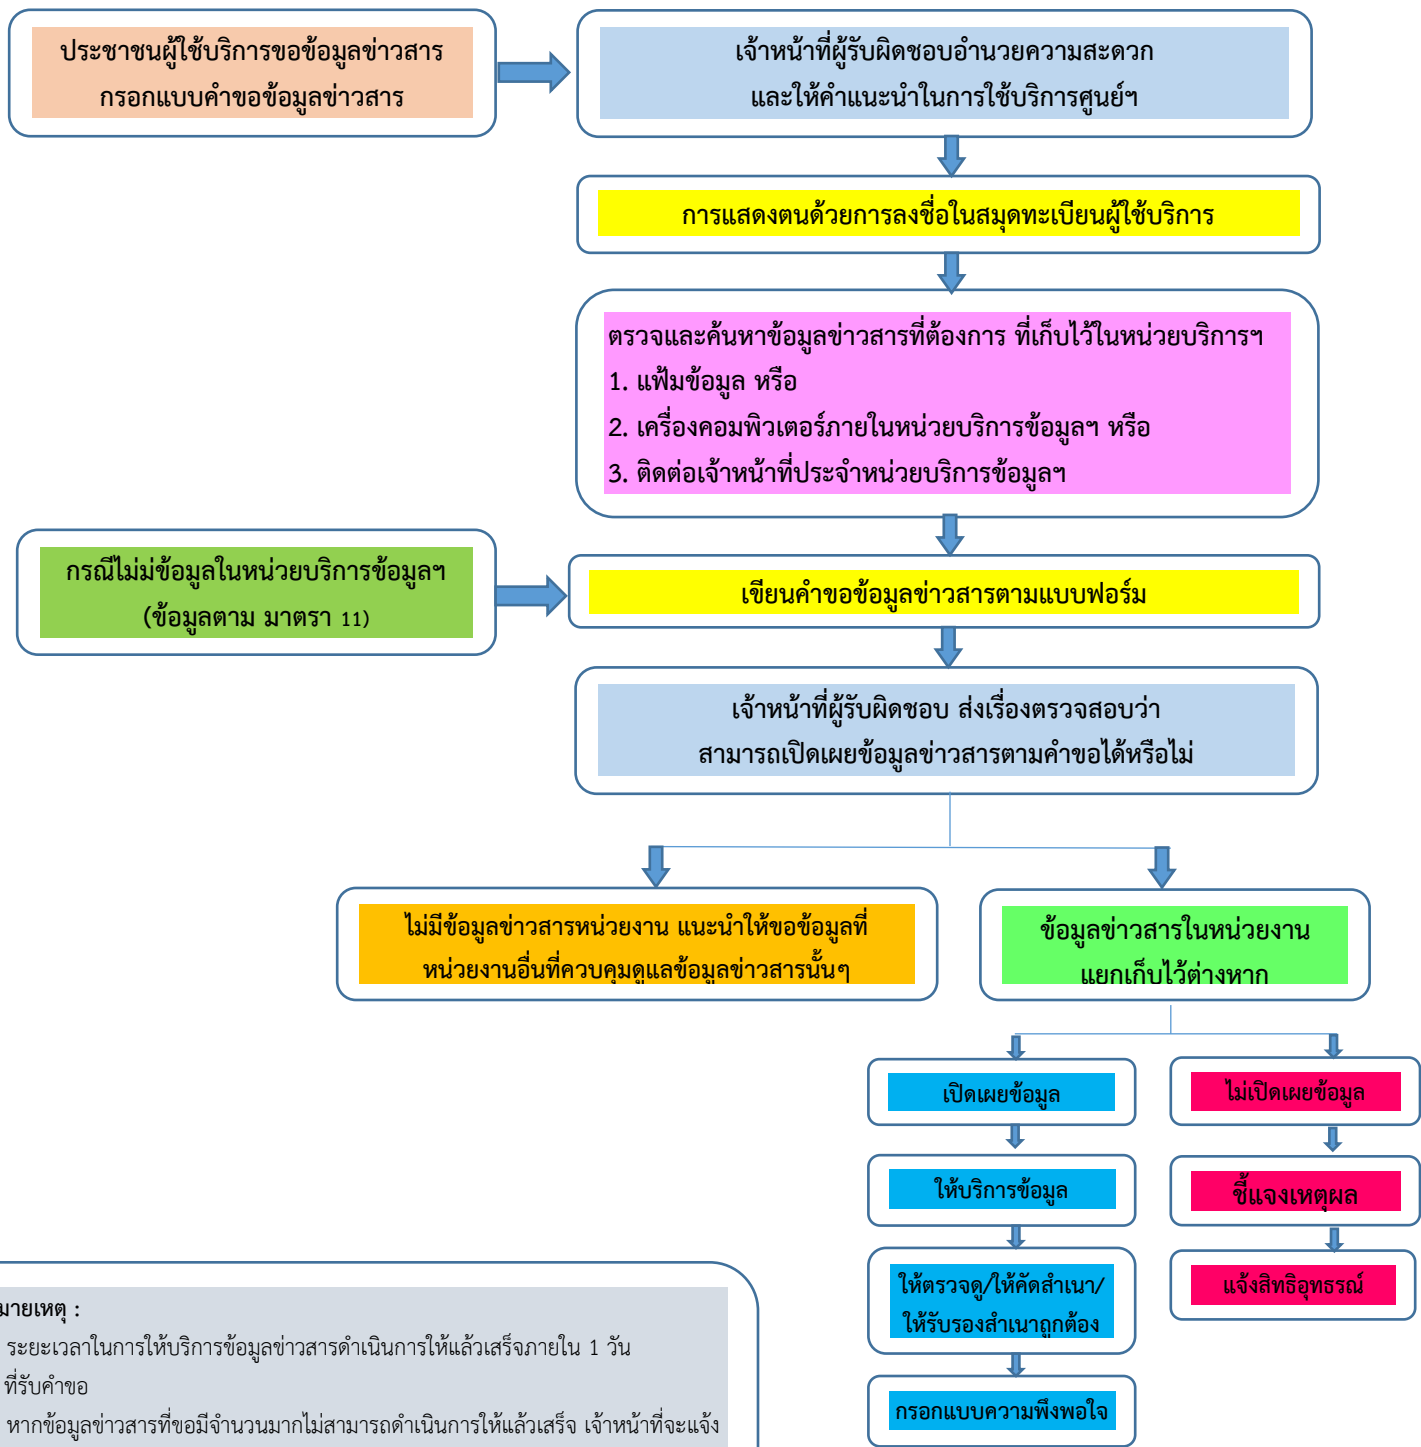 ประชาชนผู้ใช้บริการขอข้อมูลข่าวสาร
กรอกแบบคำขอข้อมูลข่าวสาร
เจ้าหน้าที่ผู้รับผิดชอบอำนวยความสะดวก
และให้คำแนะนำในการใช้บริการศูนย์ฯ
การแสดงตนด้วยการลงชื่อในสมุดทะเบียนผู้ใช้บริการ
ตรวจและค้นหาข้อมูลข่าวสารที่ต้องการ ที่เก็บไว้ในหน่วยบริการฯ
1. แฟ้มข้อมูล หรือ
2. เครื่องคอมพิวเตอร์ภายในหน่วยบริการข้อมูลฯ หรือ
3. ติดต่อเจ้าหน้าที่ประจำหน่วยบริการข้อมูลฯ
กรณีไม่ม่ข้อมูลในหน่วยบริการข้อมูลฯ
(ข้อมูลตาม มาตรา 11)
เขียนคำขอข้อมูลข่าวสารตามแบบฟอร์ม
เจ้าหน้าที่ผู้รับผิดชอบ ส่งเรื่องตรวจสอบว่า
สามารถเปิดเผยข้อมูลข่าวสารตามคำขอได้หรือไม่
ไม่มีข้อมูลข่าวสารหน่วยงาน แนะนำให้ขอข้อมูลที่
หน่วยงานอื่นที่ควบคุมดูแลข้อมูลข่าวสารนั้นๆ
ข้อมูลข่าวสารในหน่วยงาน
แยกเก็บไว้ต่างหาก
เปิดเผยข้อมูล
ไม่เปิดเผยข้อมูล
ให้บริการข้อมูล
ชี้แจงเหตุผล
ให้ตรวจดู/ให้คัดสำเนา/
ให้รับรองสำเนาถูกต้อง
แจ้งสิทธิอุทธรณ์
กรอกแบบความพึงพอใจ
มายเหตุ :
ระยะเวลาในการให้บริการข้อมูลข่าวสารดำเนินการให้แล้วเสร็จภายใน 1 วัน
ที่รับคำขอ
หากข้อมูลข่าวสารที่ขอมีจำนวนมากไม่สามารถดำเนินการให้แล้วเสร็จ เจ้าหน้าที่จะแจ้ง